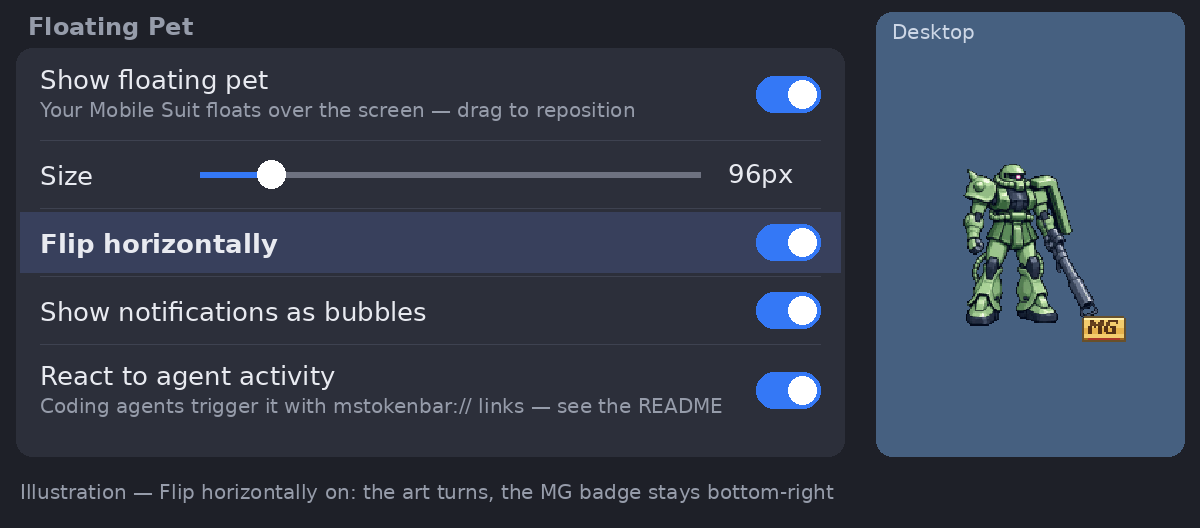 Floating Pet
Desktop
Show floating pet
Your Mobile Suit floats over the screen — drag to reposition
Size
96px
Flip horizontally
Show notifications as bubbles
React to agent activity
Coding agents trigger it with mstokenbar:// links — see the README
MG
Illustration — Flip horizontally on: the art turns, the MG badge stays bottom-right